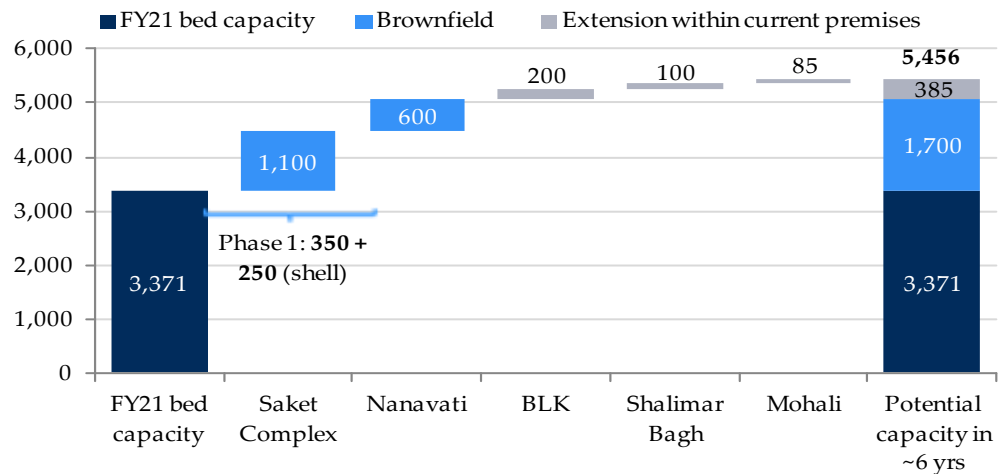 FY21 bed capacity
Brownfield
Extension within current premises
6,000
5,000
4,000
3,000
2,000
1,000
0
3,371
1,100
600
200
100
85
5,456
385
1,700
3,371
Phase 1: 350 +
250 (shell)
FY21 bed
capacity
Saket
Complex
Nanavati
BLK
Shalimar
Bagh
Mohali
Potential
capacity in
~6 yrs